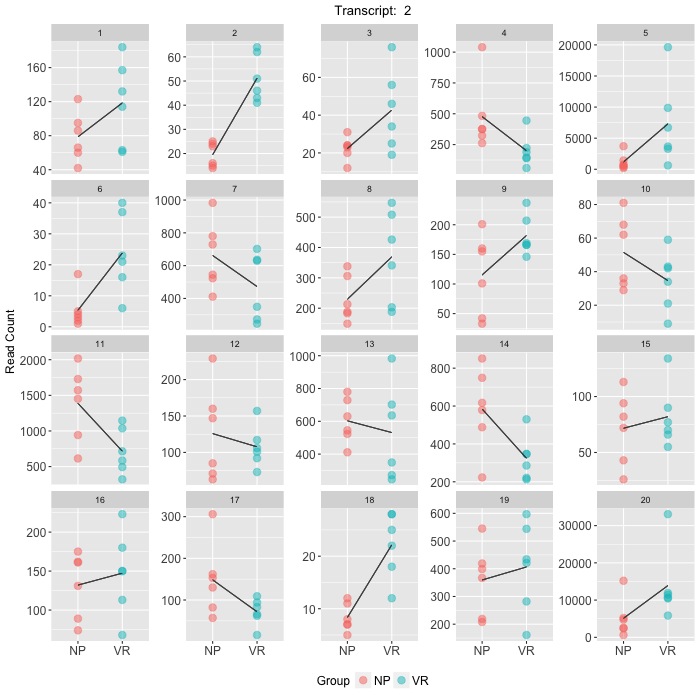 Transcript: 2
Read Count
1 2 3 4 5
160 120 80 40
60 50 40 30 20
60 40 20
1000 750 500 250
20000 15000 10000 5000 0
6 7 8 9 10
40 30 20 10 0
1000 800 600 400
500 400 300 200
200 150 100 50
80 60 40 20
11 12 13 14 15
2000 1500 1000 500
200 150 100
1000 800 600 400
800 600 400 200
100 50
16 17 18 19 20
200 150 100
300 200 100
20 10
600 500 400 300 200
30000 20000 10000 0
NP VR NP VR NP VR NP VR NP VR
Group NP VR